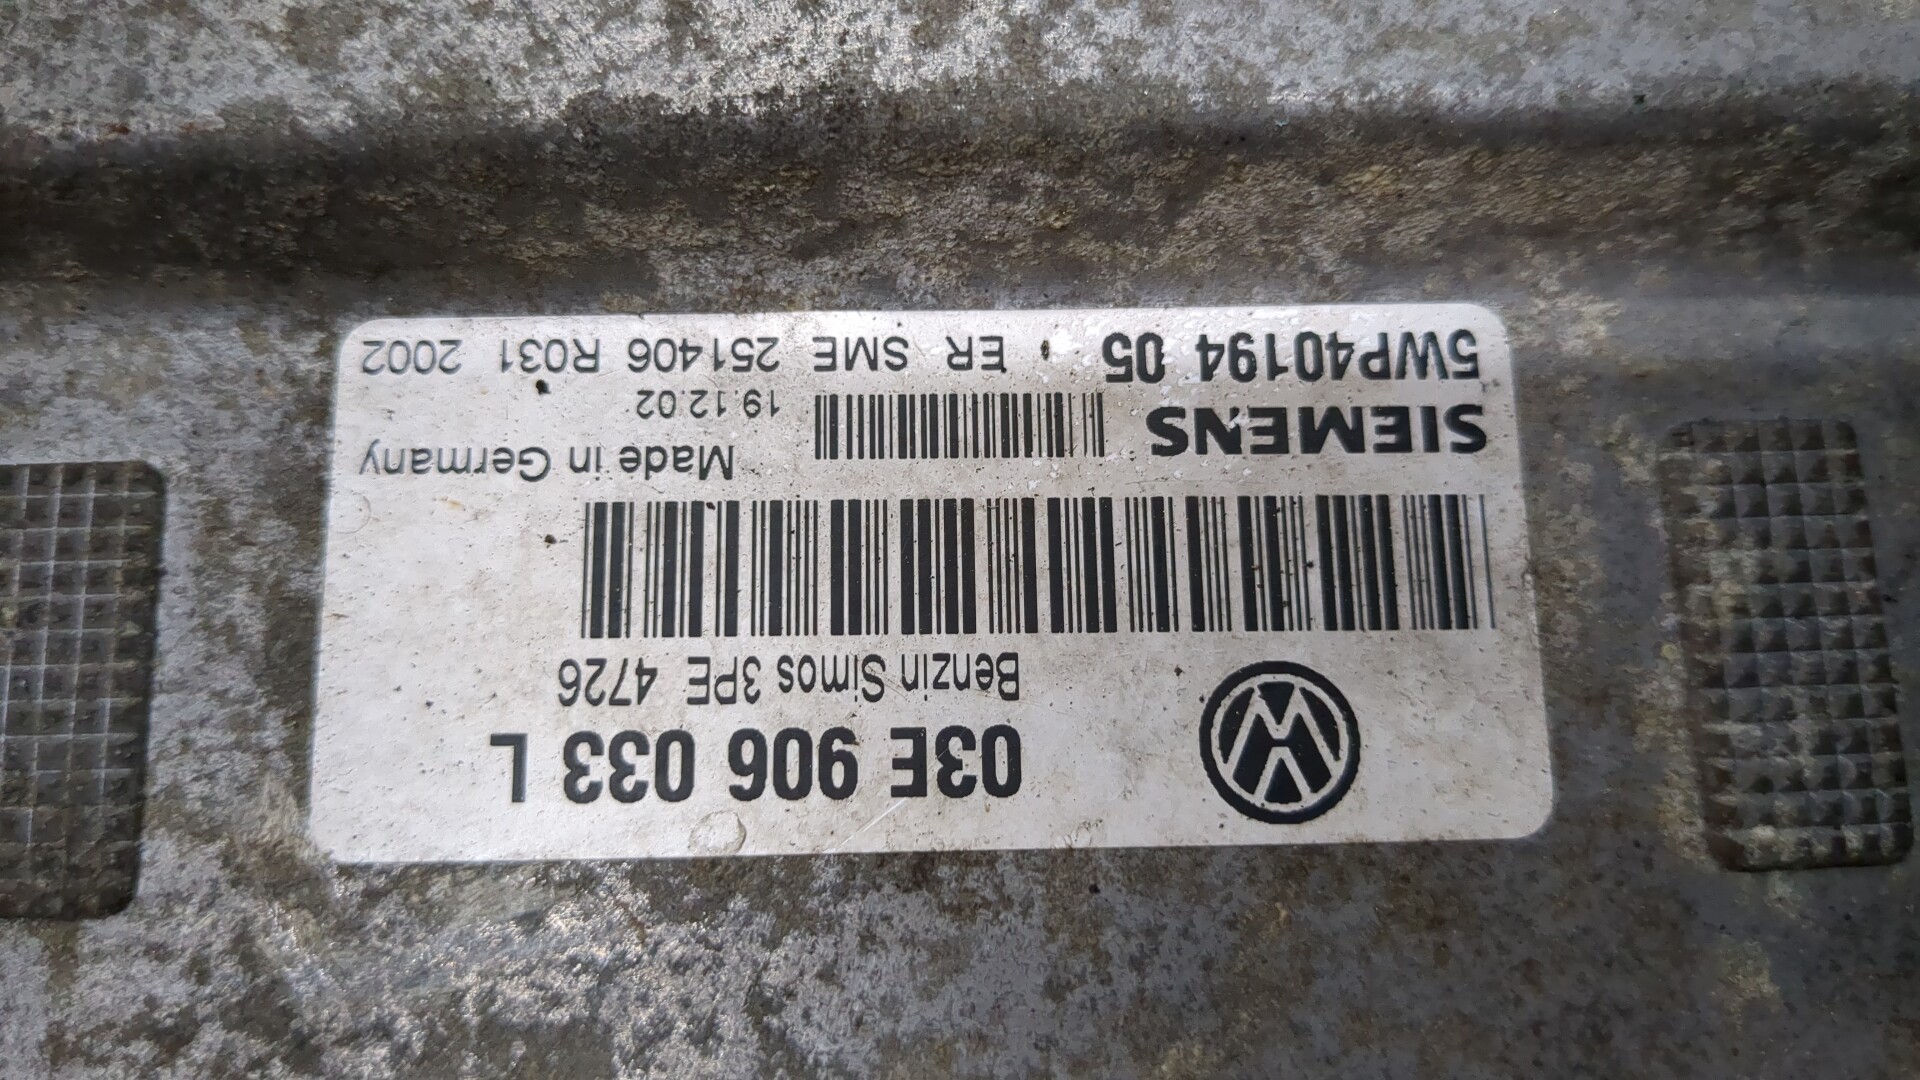 03E 906 033 L
Benzin Simos 3PE 4726
Made in Germany
SIEMENS
19.12.02
5WP40194 05 ER SME 251406 R031 2002